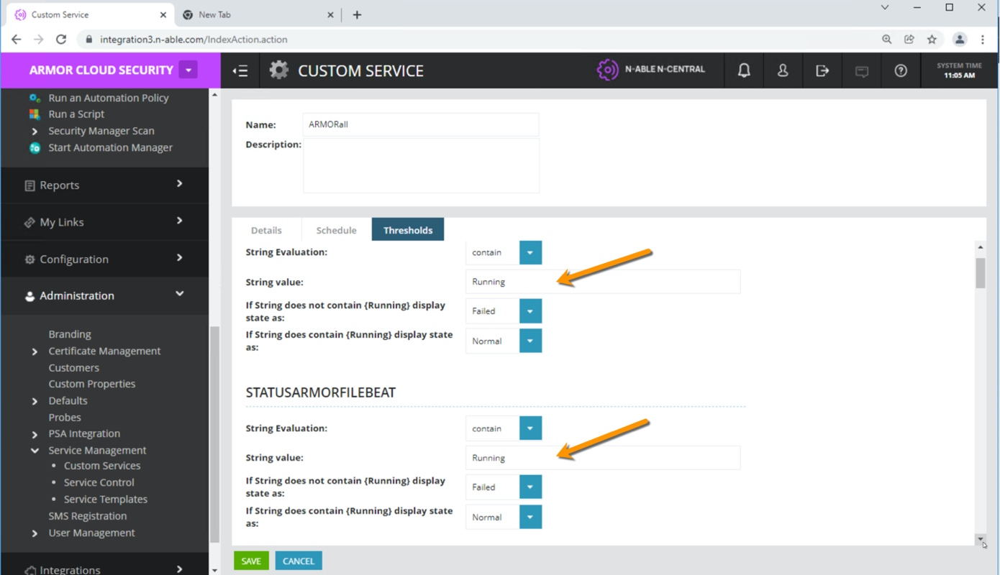 Custom Service
New Tab
integration3.n-able.com/IndexAction.action
ARMOR CLOUD SECURITY
CUSTOM SERVICE
N-ABLE N-CENTRAL
SYSTEM TIME
11:05 AM
Run an Automation Policy
Run a Script
Security Manager Scan
Start Automation Manager
Reports
My Links
Configuration
Administration
Branding
Certificate Management
Customers
Custom Properties
Defaults
Probes
PSA Integration
Service Management
Custom Services
Service Control
Service Templates
SMS Registration
User Management
Integrations
Name:
ARMORall
Description:
Details
Schedule
Thresholds
String Evaluation:
contain
String value:
Running
If String does not contain {Running} display
state as:
Failed
If String does contain {Running} display state
as:
Normal
STATUSARMORFILEBEAT
String Evaluation:
contain
String value:
Running
If String does not contain {Running} display
state as:
Failed
If String does contain {Running} display state
as:
Normal
SAVE
CANCEL